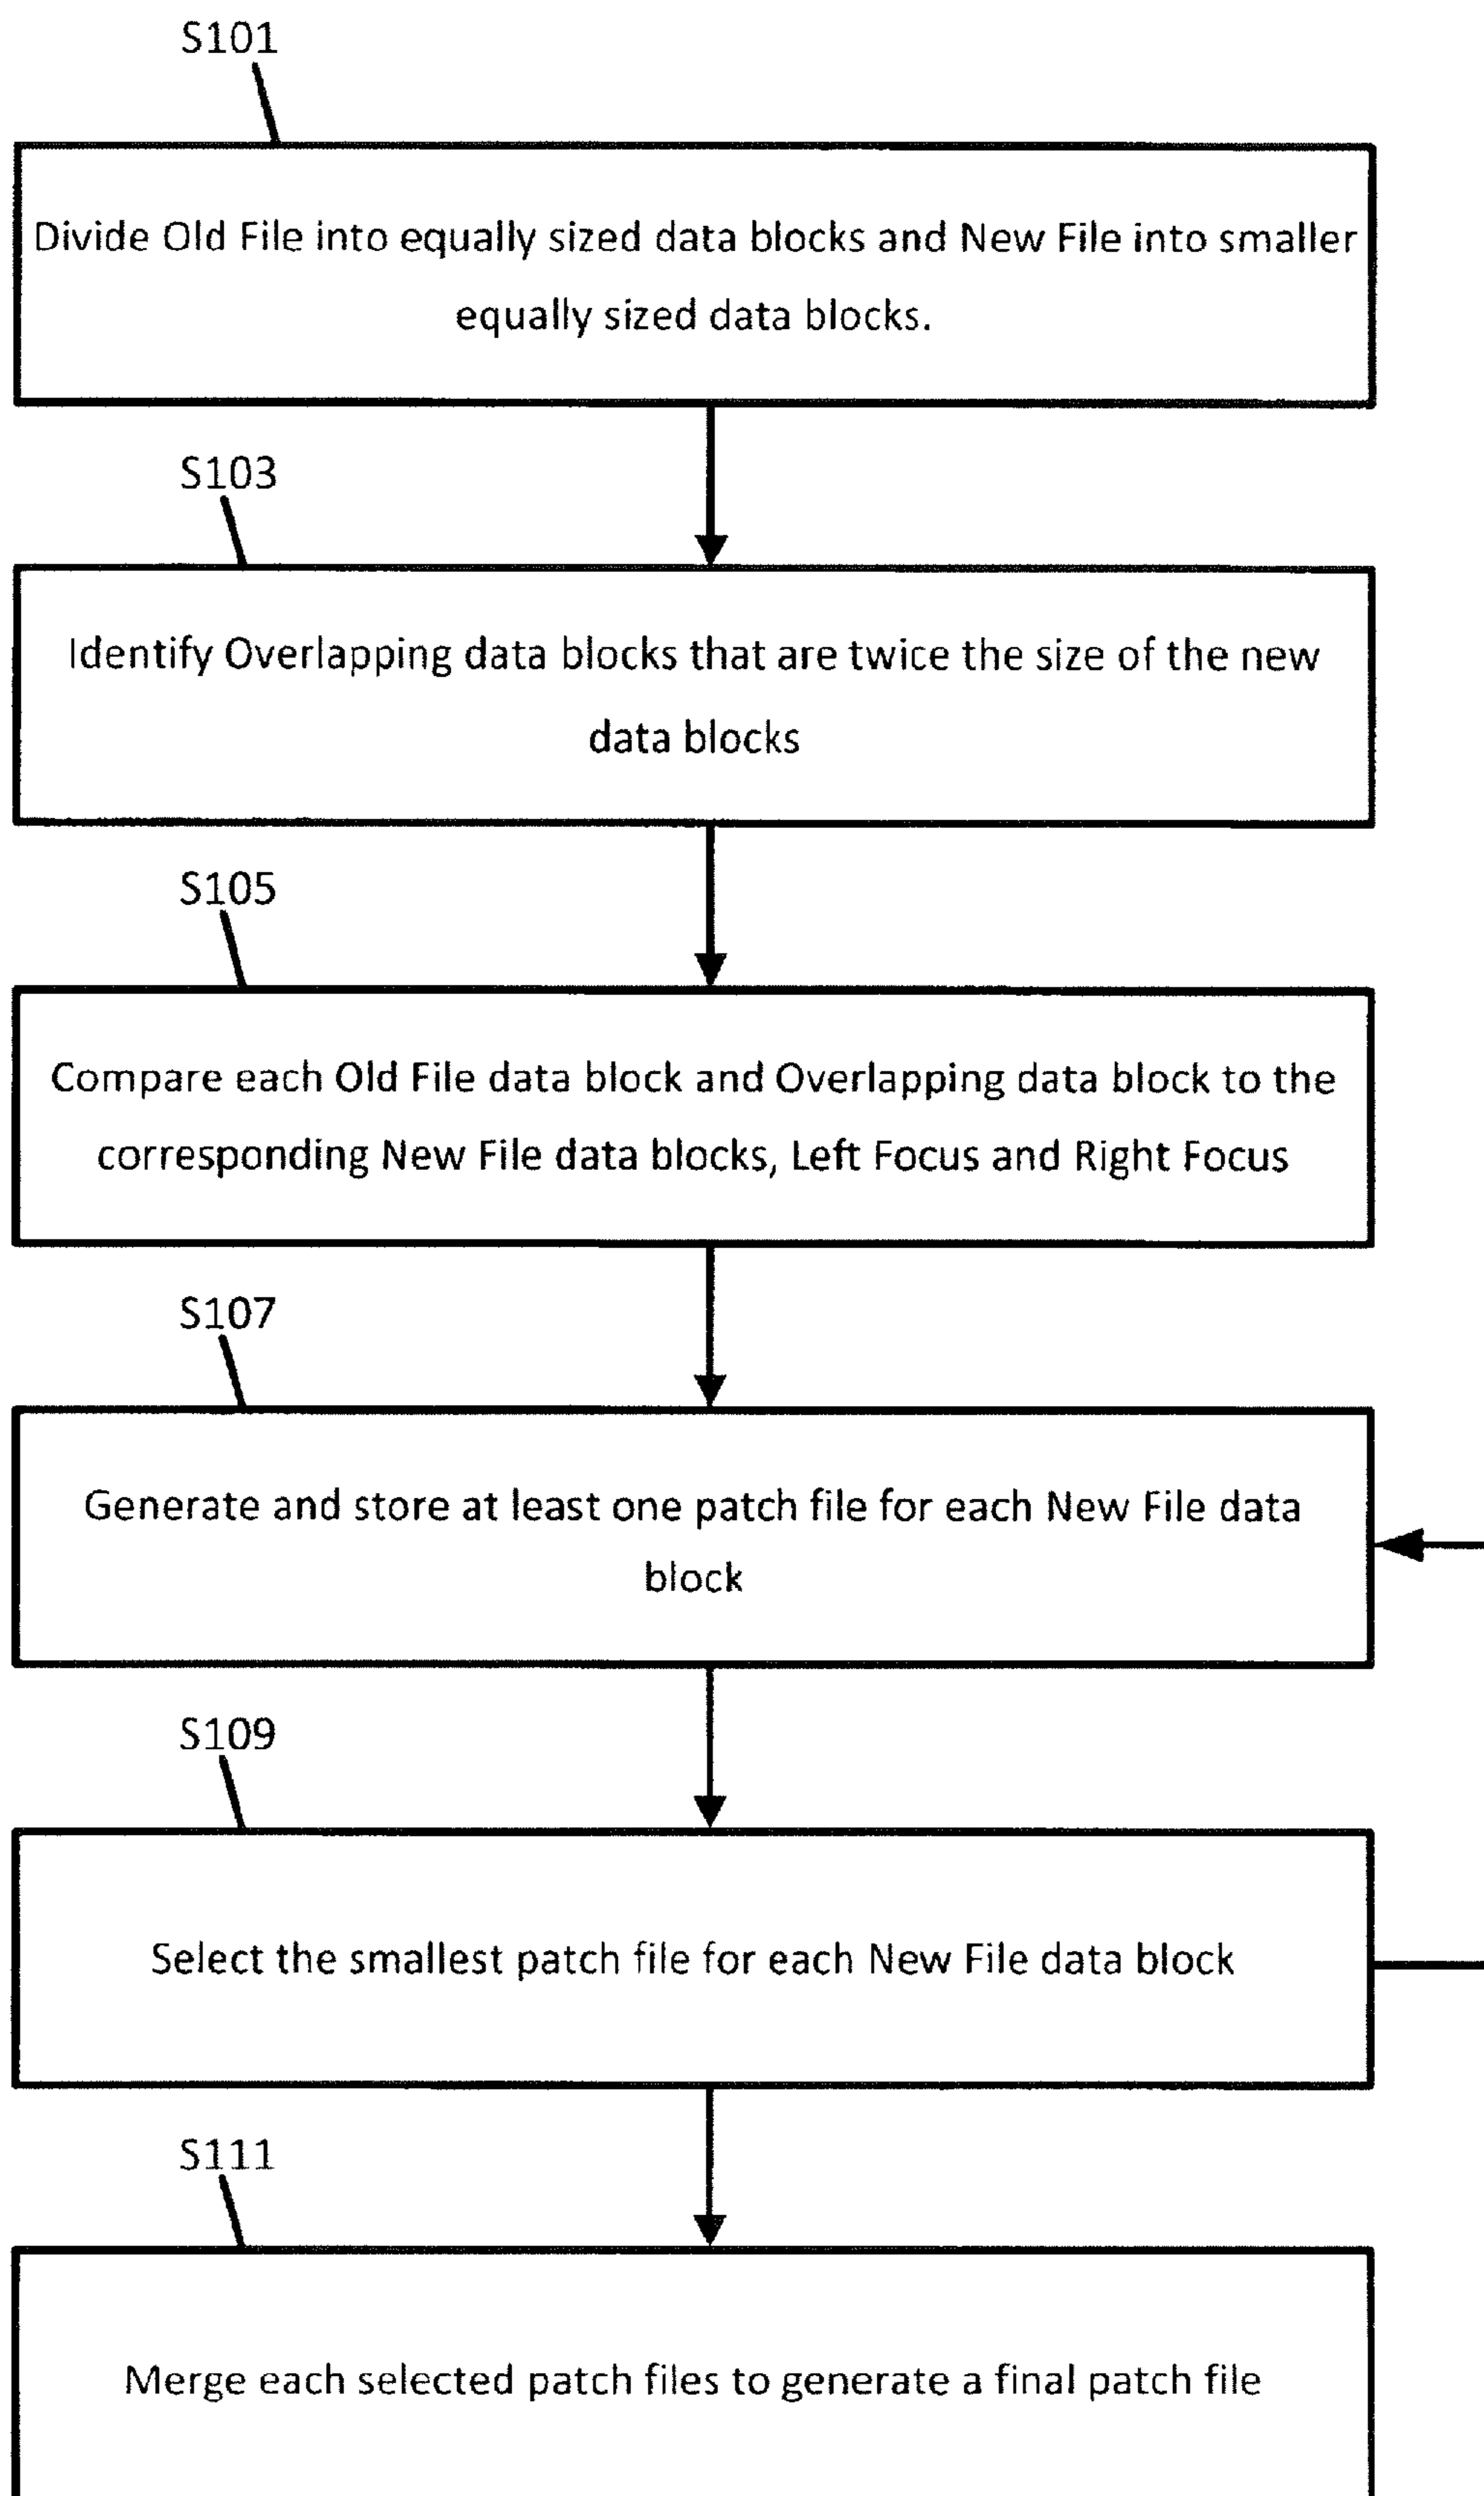 S101
Divide Old File into equally sized data blocks and New File into smaller
equally sized data blocks.
S103
Identify Overlapping data blocks that are twice the size of the new
data blocks
S105
Compare each Old File data block and Overlapping data block to the
corresponding New File data blocks, Left Focus and Right Focus
S107
Generate and store at least one patch file for each New File data
block
S109
Select the smallest patch file for each New File data block
S111
Merge each selected patch files to generate a final patch file